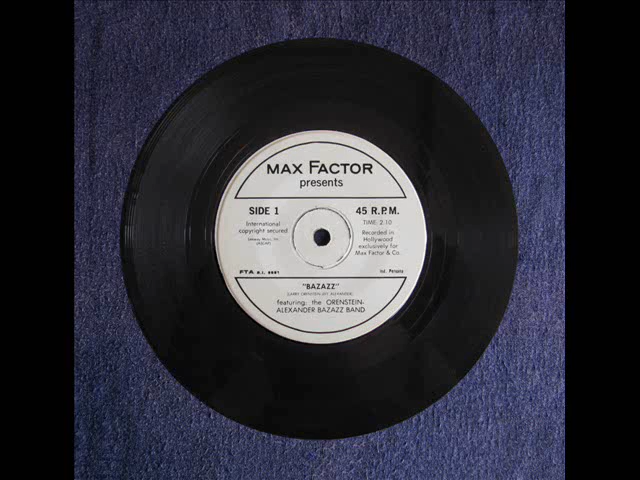 MAX FACTOR
presents
SIDE 1
45 R.P.M.
International
copyright secured
TIME: 2.10
Recorded in
Hollywood
exclusively for
Max Factor & Co.
"BAZAZZ"
featuring: the ORENSTEIN-
ALEXANDER BAZAZZ BAND